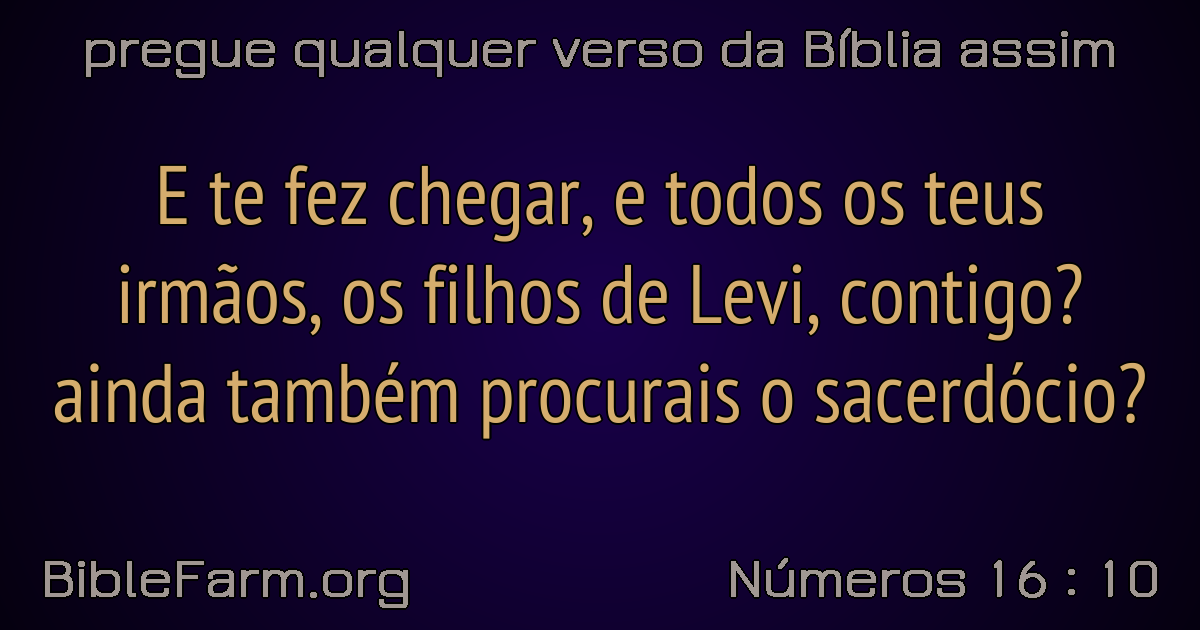 pregue qualquer verso da Bíblia assim
E te fez chegar, e todos os teus
irmãos, os filhos de Levi, contigo?
ainda também procurais o sacerdócio?
BibleFarm.org
Números 16 : 10